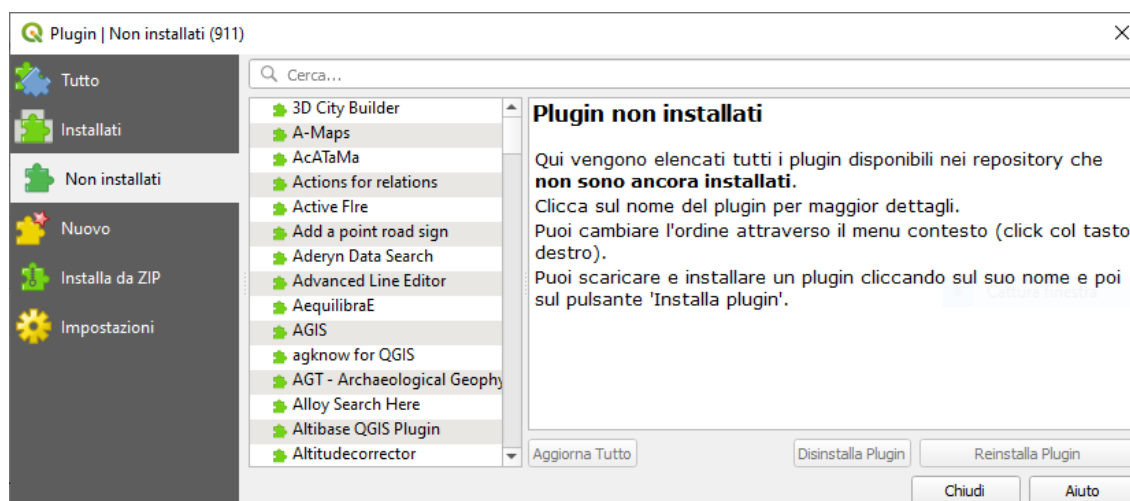 Plugin | Non installati (911)
Tutto
Installati
Non installati
Nuovo
Installa da ZIP
Impostazioni
Cerca...
3D City Builder
A-Maps
AcATaMa
Actions for relations
Active FIre
Add a point road sign
Aderyn Data Search
Advanced Line Editor
AequilibraE
AGIS
agknow for QGIS
AGT - Archaeological Geophy
Alloy Search Here
Altibase QGIS Plugin
Altitudecorrector
Plugin non installati
Qui vengono elencati tutti i plugin disponibili nei repository che
non sono ancora installati.
Clicca sul nome del plugin per maggior dettagli.
Puoi cambiare l'ordine attraverso il menu contesto (click col tasto
destro).
Puoi scaricare e installare un plugin cliccando sul suo nome e poi
sul pulsante 'Installa plugin'.
Cattura finestra
Aggiorna Tutto
Disinstalla Plugin
Reinstalla Plugin
Chiudi
Aiuto